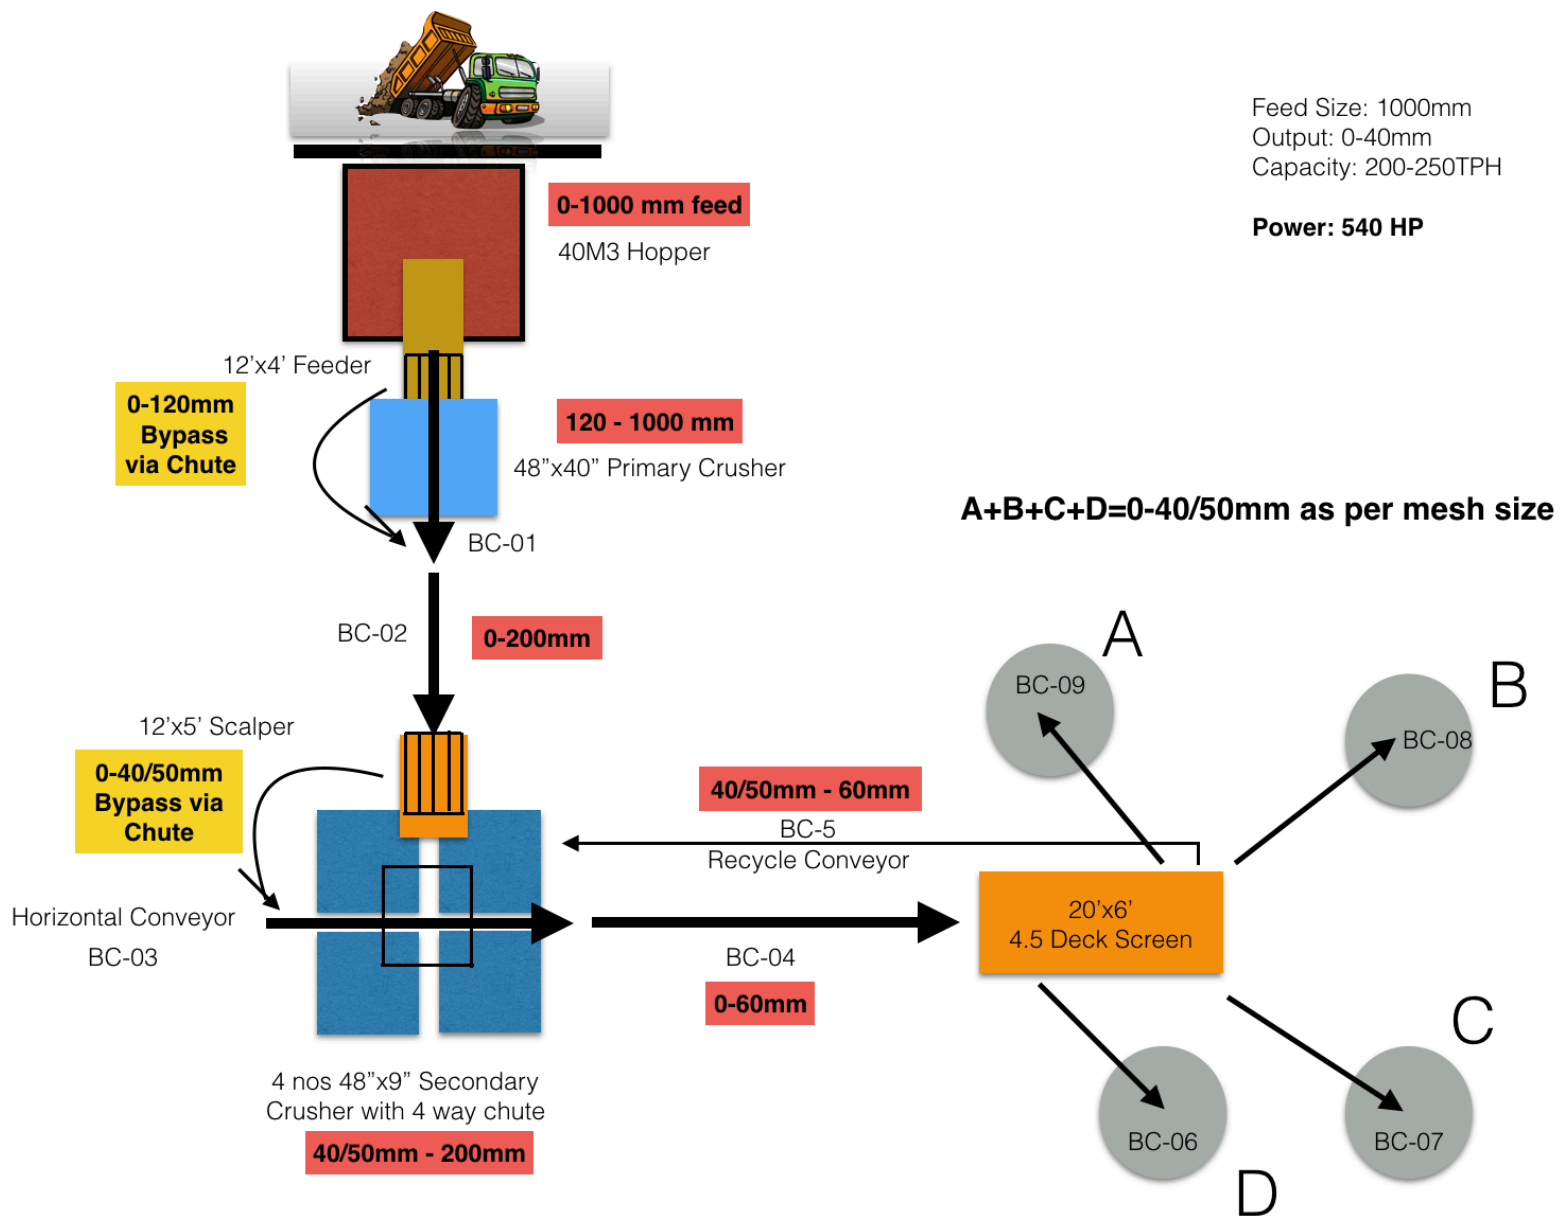 Feed Size: 1000mm
Output: 0-40mm
Capacity: 200-250TPH
Power: 540 HP
0-1000 mm feed
40M3 Hopper
12’x4’ Feeder
0-120mm
Bypass
via Chute
120 - 1000 mm
48”x40” Primary Crusher
BC-01
A+B+C+D=0-40/50mm as per mesh size
BC-02
0-200mm
12’x5’ Scalper
0-40/50mm
Bypass via
Chute
40/50mm - 60mm
BC-5
Recycle Conveyor
A
BC-09
B
BC-08
Horizontal Conveyor
BC-03
BC-04
0-60mm
20’x6’
4.5 Deck Screen
C
BC-07
BC-06
D
4 nos 48”x9” Secondary
Crusher with 4 way chute
40/50mm - 200mm